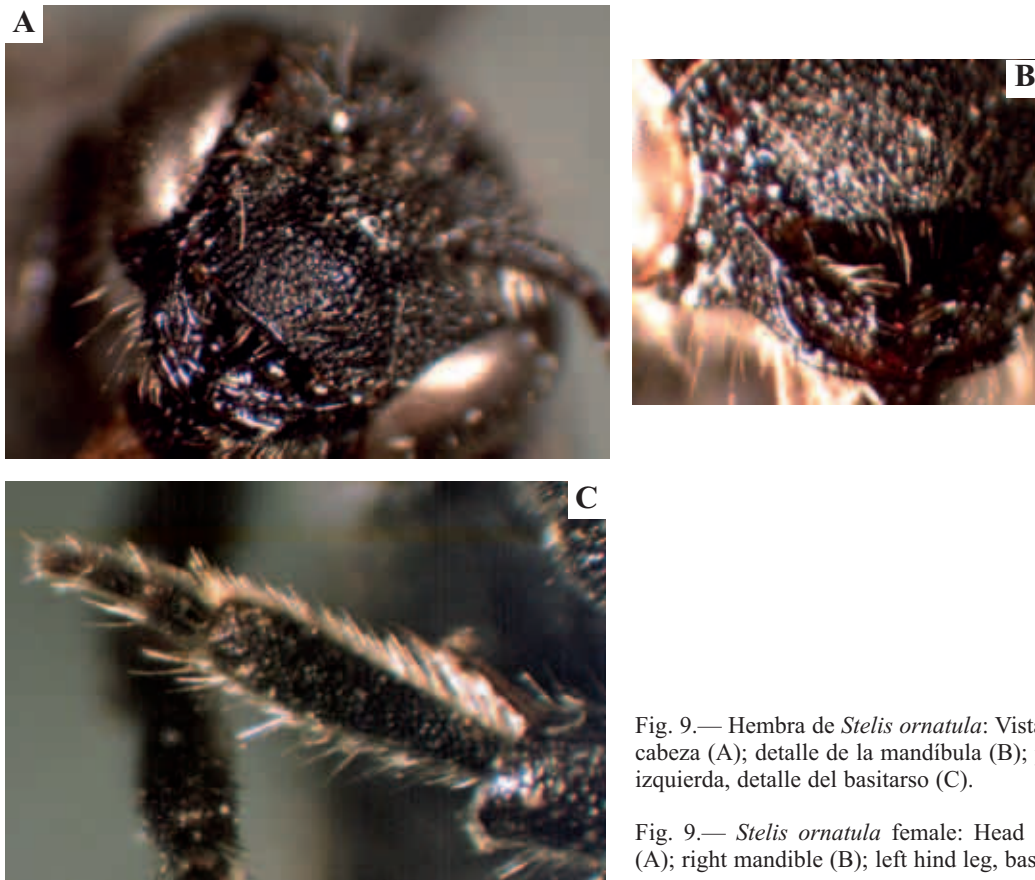 A
B
C
Fig. 9.— Hembra de Stelis ornatula: Vista
cabeza (A); detalle de la mandíbula (B);
izquierda, detalle del basitarso (C).
Fig. 9.— Stelis ornatula female: Head
(A); right mandible (B); left hind leg, bas